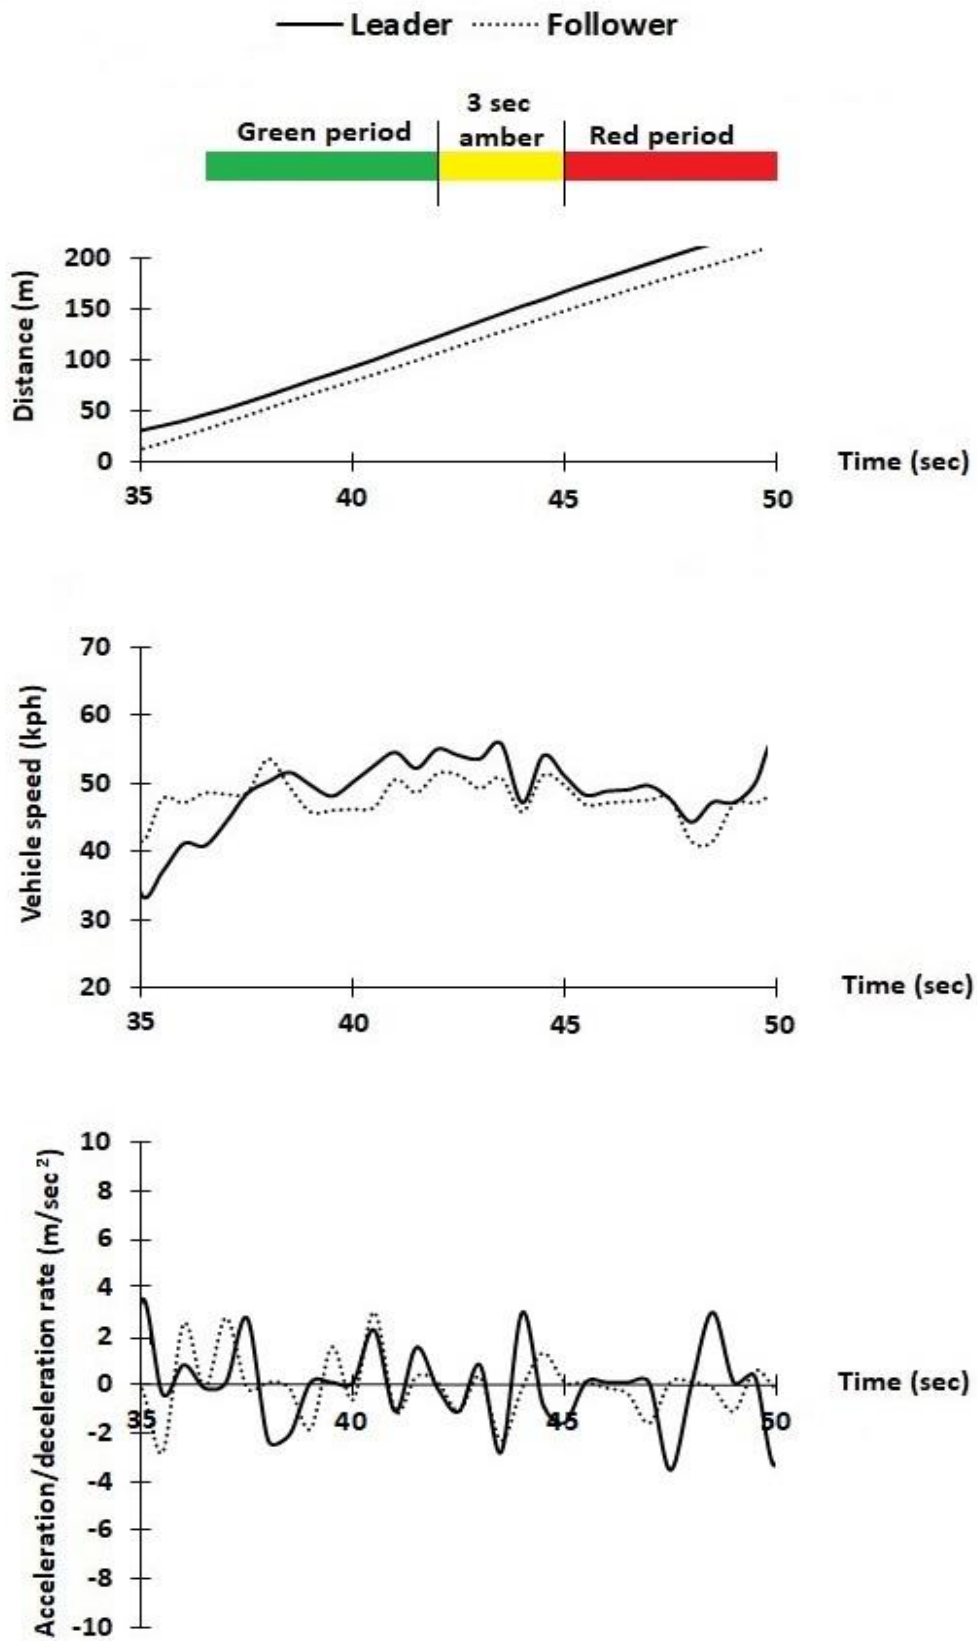 Leader Follower
3 sec
Green period amber Red period
Distance (m)
200
150
100
50
0
Time (sec)
35 40 45 50
Vehicle speed (kph)
70
60
50
40
30
20
Time (sec)
35 40 45 50
Acceleration/deceleration rate (m/sec²)
10
8
6
4
2
0
Time (sec)
35 40 45 50
-2
-4
-6
-8
-10